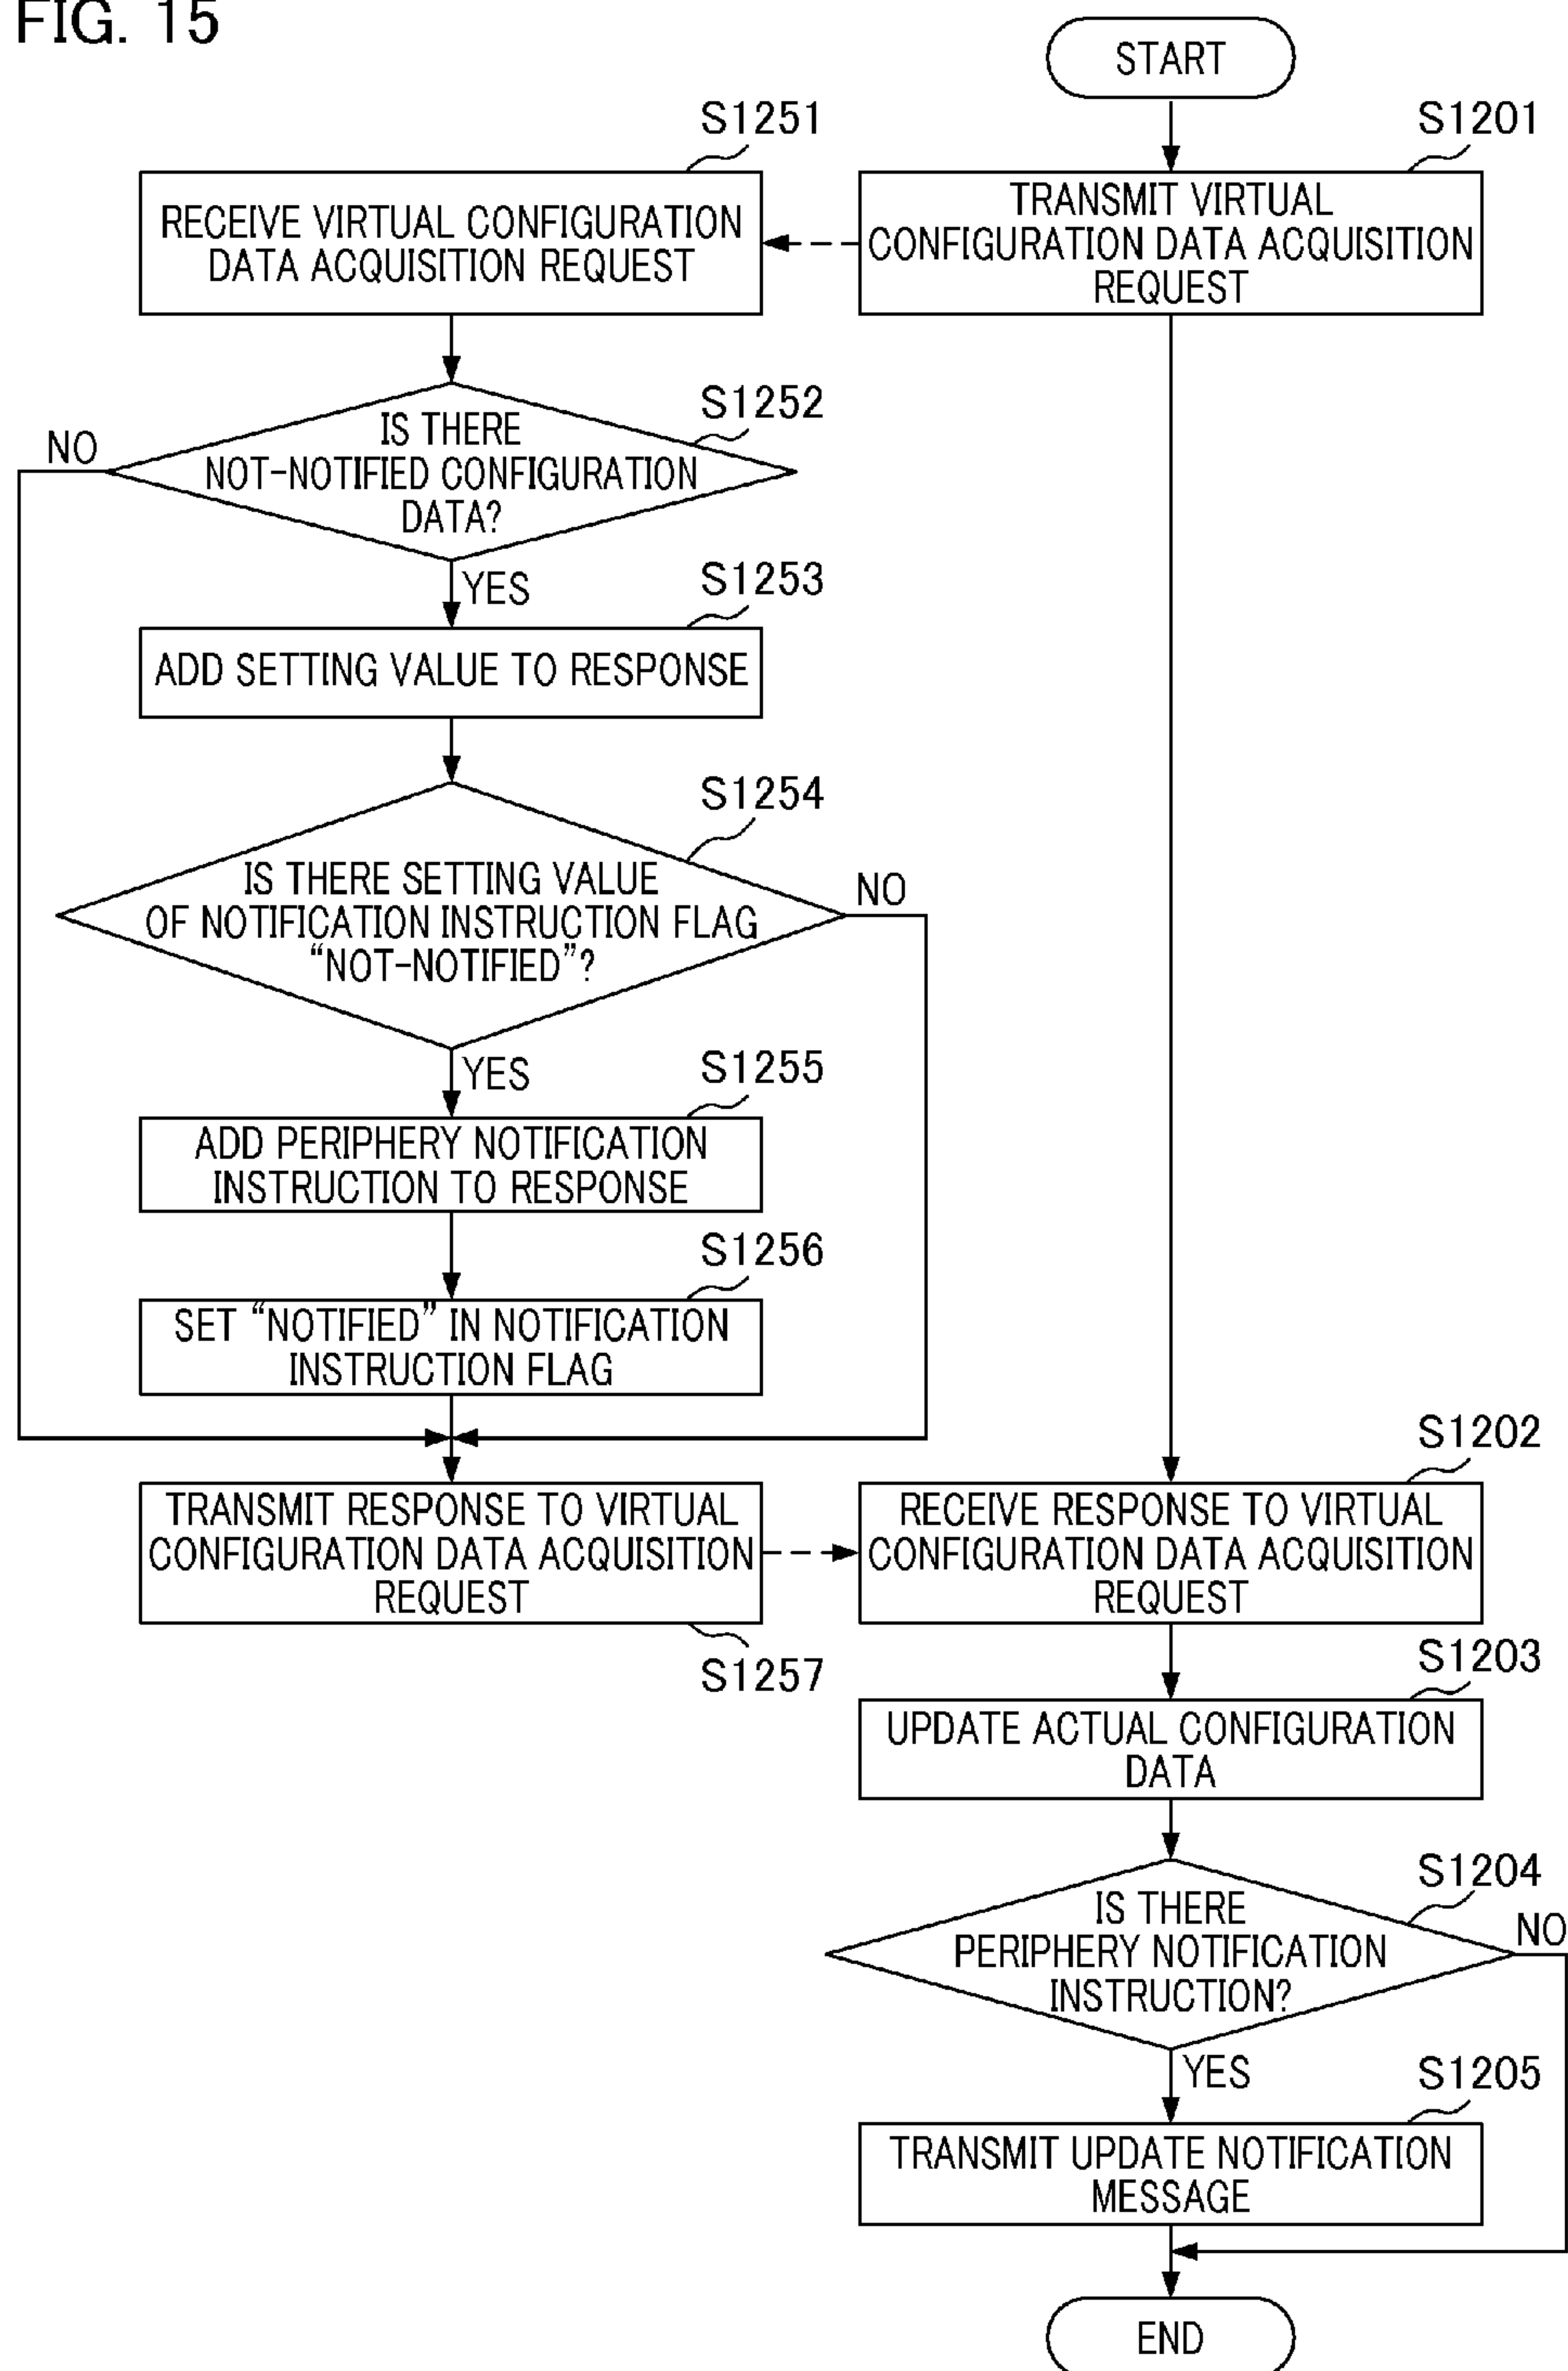 FIG. 15
START
S1251
S1201
RECEIVE VIRTUAL CONFIGURATION
DATA ACQUISITION REQUEST
TRANSMIT VIRTUAL
CONFIGURATION DATA ACQUISITION
REQUEST
S1252
NO
IS THERE
NOT-NOTIFIED CONFIGURATION
DATA?
YES
S1253
ADD SETTING VALUE TO RESPONSE
S1254
IS THERE SETTING VALUE
OF NOTIFICATION INSTRUCTION FLAG
“NOT-NOTIFIED”?
NO
YES
S1255
ADD PERIPHERY NOTIFICATION
INSTRUCTION TO RESPONSE
S1256
SET “NOTIFIED” IN NOTIFICATION
INSTRUCTION FLAG
S1202
TRANSMIT RESPONSE TO VIRTUAL
CONFIGURATION DATA ACQUISITION
REQUEST
RECEIVE RESPONSE TO VIRTUAL
CONFIGURATION DATA ACQUISITION
REQUEST
S1257
S1203
UPDATE ACTUAL CONFIGURATION
DATA
S1204
IS THERE
PERIPHERY NOTIFICATION
INSTRUCTION?
NO
YES
S1205
TRANSMIT UPDATE NOTIFICATION
MESSAGE
END